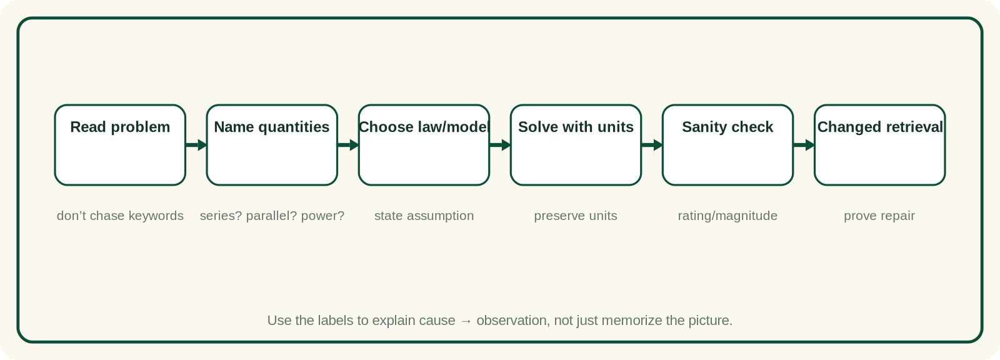 Read problem
Name quantities
Choose law/model
Solve with units
Sanity check
Changed retrieval
don’t chase keywords
series? parallel? power?
state assumption
preserve units
rating/magnitude
prove repair
Use the labels to explain cause → observation, not just memorize the picture.